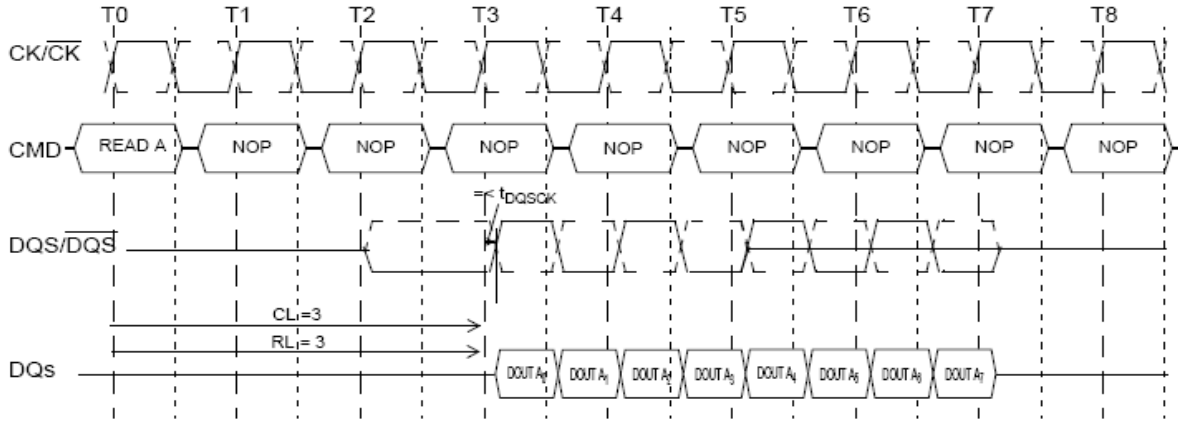 T0 T1 T2 T3 T4 T5 T6 T7 T8
CK/C̅K̅
CMD READ A NOP NOP NOP NOP NOP NOP NOP NOP
=< tDQSCK
DQS/D̅Q̅S̅
CL = 3
RL = 3
DQs DOUT A0 DOUT A1 DOUT A2 DOUT A3 DOUT A4 DOUT A5 DOUT A6 DOUT A7